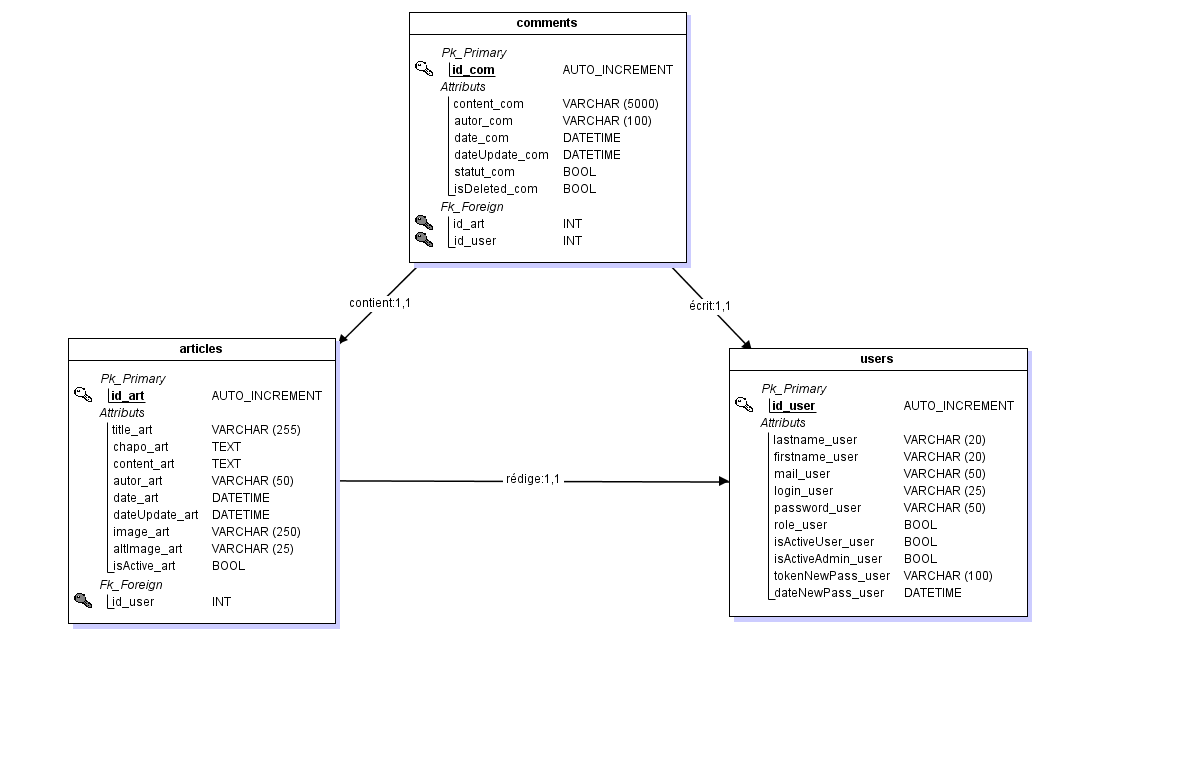 comments
Pk_Primary
id_com AUTO_INCREMENT
Attributs
content_com VARCHAR (5000)
autor_com VARCHAR (100)
date_com DATETIME
dateUpdate_com DATETIME
statut_com BOOL
isDeleted_com BOOL
Fk_Foreign
id_art INT
id_user INT
contient:1,1
écrit:1,1
articles
Pk_Primary
id_art AUTO_INCREMENT
Attributs
title_art VARCHAR (255)
chapo_art TEXT
content_art TEXT
autor_art VARCHAR (50)
date_art DATETIME
dateUpdate_art DATETIME
image_art VARCHAR (250)
altImage_art VARCHAR (25)
isActive_art BOOL
Fk_Foreign
id_user INT
rédige:1,1
users
Pk_Primary
id_user AUTO_INCREMENT
Attributs
lastname_user VARCHAR (20)
firstname_user VARCHAR (20)
mail_user VARCHAR (50)
login_user VARCHAR (25)
password_user VARCHAR (50)
role_user BOOL
isActiveUser_user BOOL
isActiveAdmin_user BOOL
tokenNewPass_user VARCHAR (100)
dateNewPass_user DATETIME